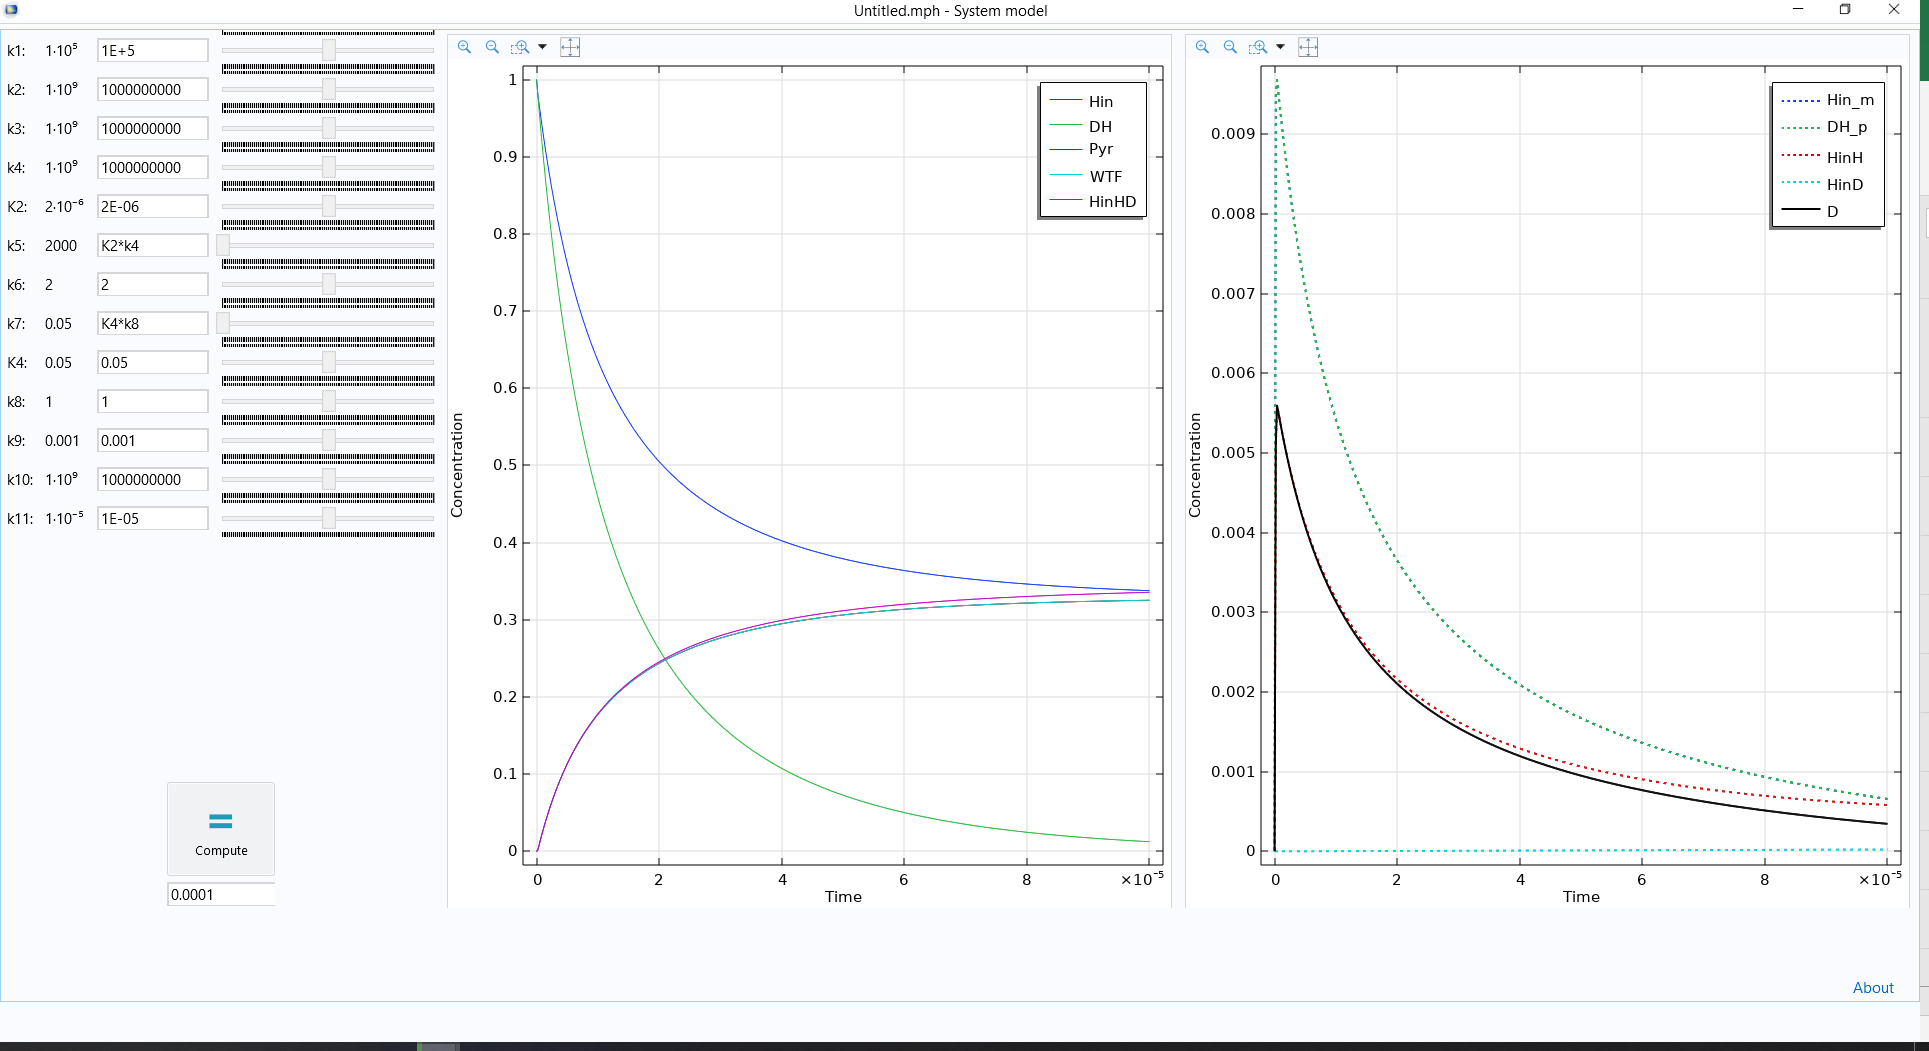 Untitled.mph - System model
k1: 1·10⁵ 1E+5
k2: 1·10⁹ 1000000000
k3: 1·10⁹ 1000000000
k4: 1·10⁹ 1000000000
K2: 2·10⁻⁶ 2E-06
k5: 2000 K2*k4
k6: 2 2
k7: 0.05 K4*k8
K4: 0.05 0.05
k8: 1 1
k9: 0.001 0.001
k10: 1·10⁹ 1000000000
k11: 1·10⁻⁵ 1E-05
Compute
0.0001
1
0.9
0.8
0.7
0.6
0.5
0.4
0.3
0.2
0.1
0
Concentration
Hin
DH
Pyr
WTF
HinHD
0 2 4 6 8 ×10⁻⁵
Time
0.009
0.008
0.007
0.006
0.005
0.004
0.003
0.002
0.001
0
Concentration
Hin_m
DH_p
HinH
HinD
D
0 2 4 6 8 ×10⁻⁵
Time
About